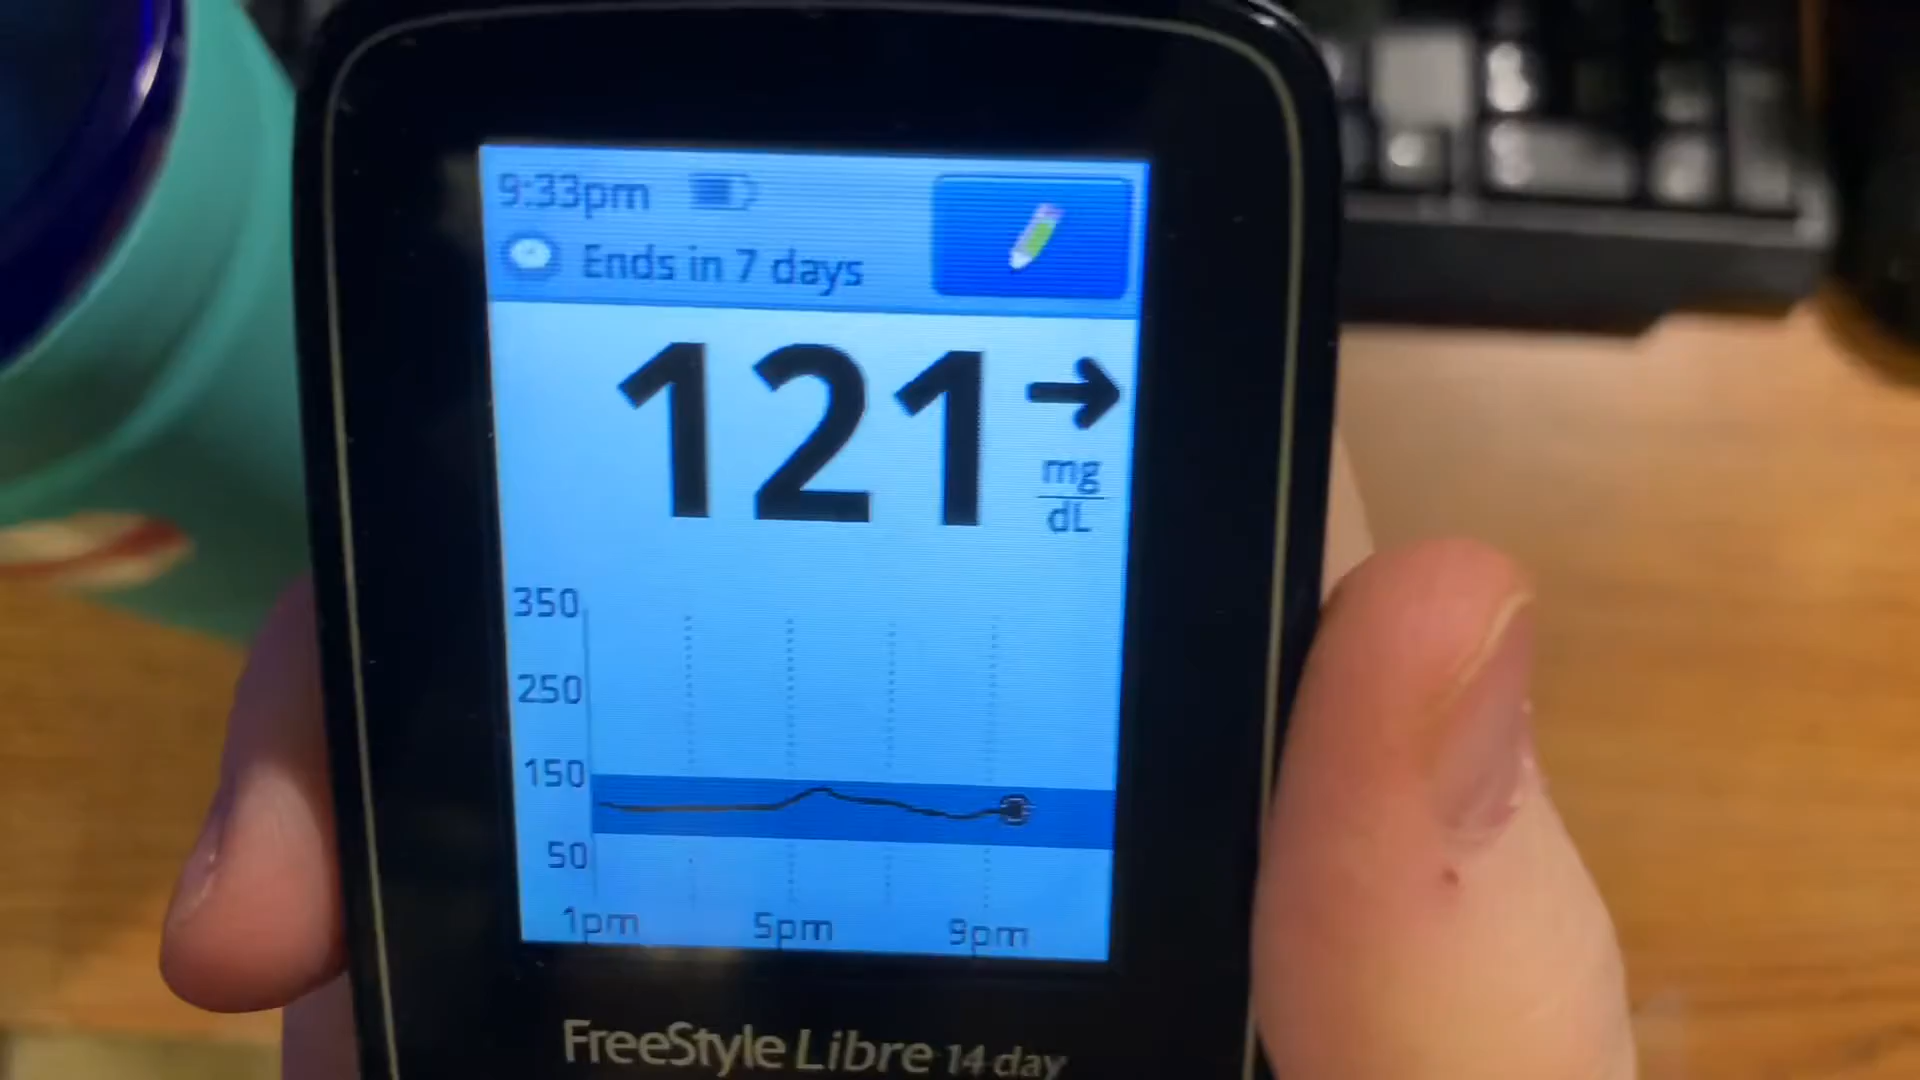 9:33pm
Ends in 7 days
121
mg
dL
350
250
150
50
1pm 5pm 9pm
FreeStyle Libre 14 day